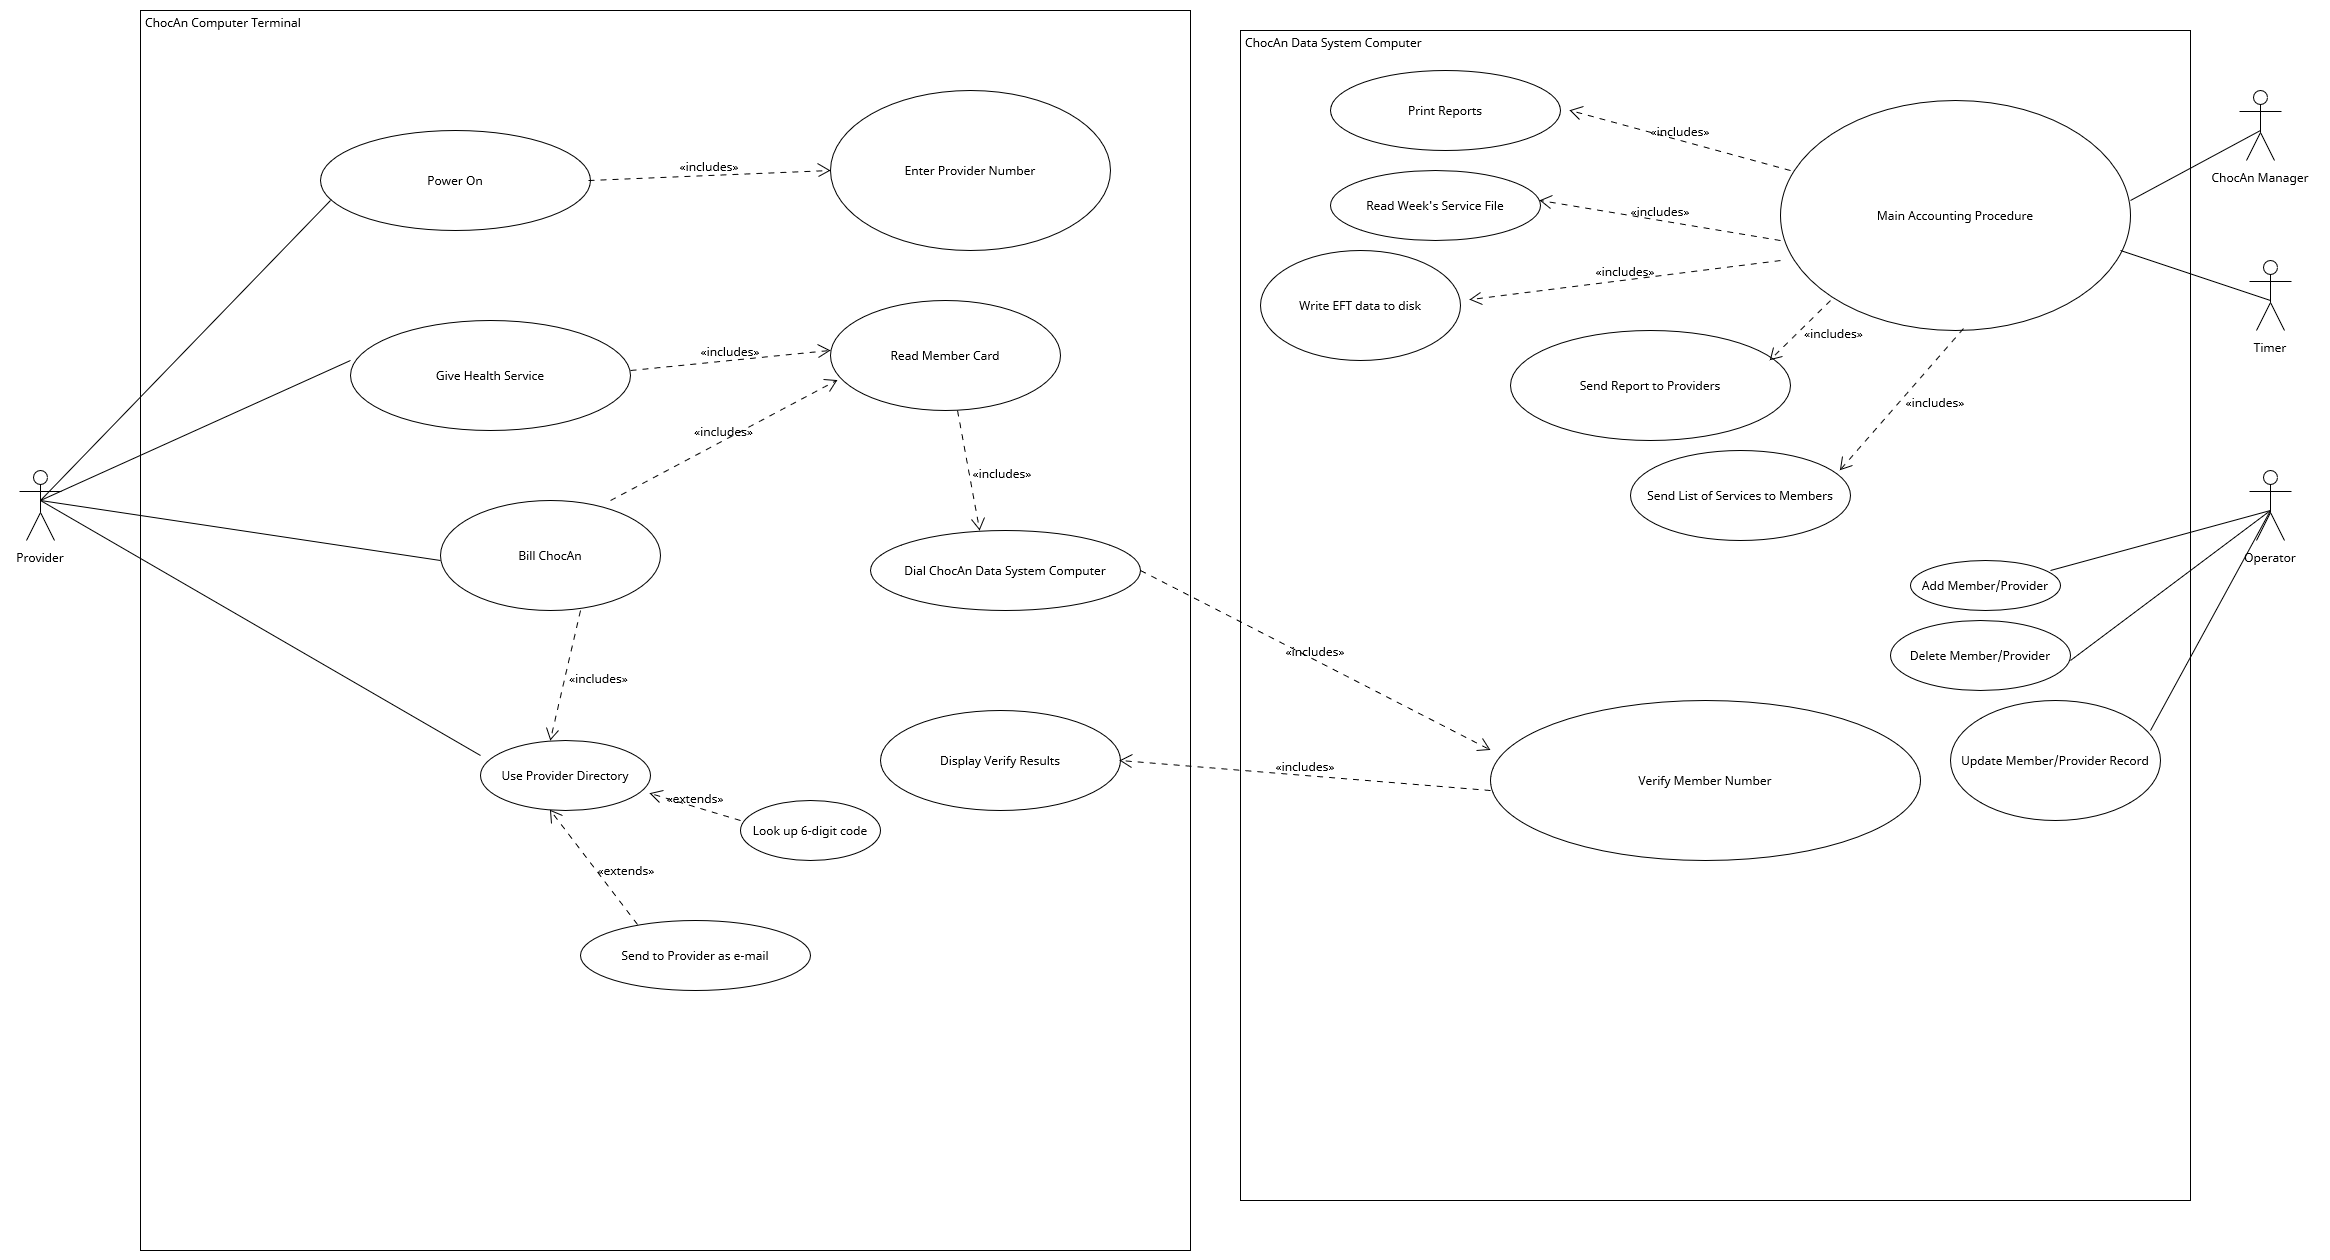 ChocAn Computer Terminal
Power On
«includes»
Enter Provider Number
Give Health Service
«includes»
Read Member Card
«includes»
«includes»
Provider
Bill ChocAn
Dial ChocAn Data System Computer
«includes»
Use Provider Directory
Display Verify Results
«extends»
Look up 6-digit code
«extends»
Send to Provider as e-mail
«includes»
«includes»
ChocAn Data System Computer
Print Reports
«includes»
Read Week's Service File
«includes»
Main Accounting Procedure
Write EFT data to disk
«includes»
«includes»
Send Report to Providers
«includes»
Send List of Services to Members
ChocAn Manager
Timer
Operator
Add Member/Provider
Delete Member/Provider
Update Member/Provider Record
Verify Member Number